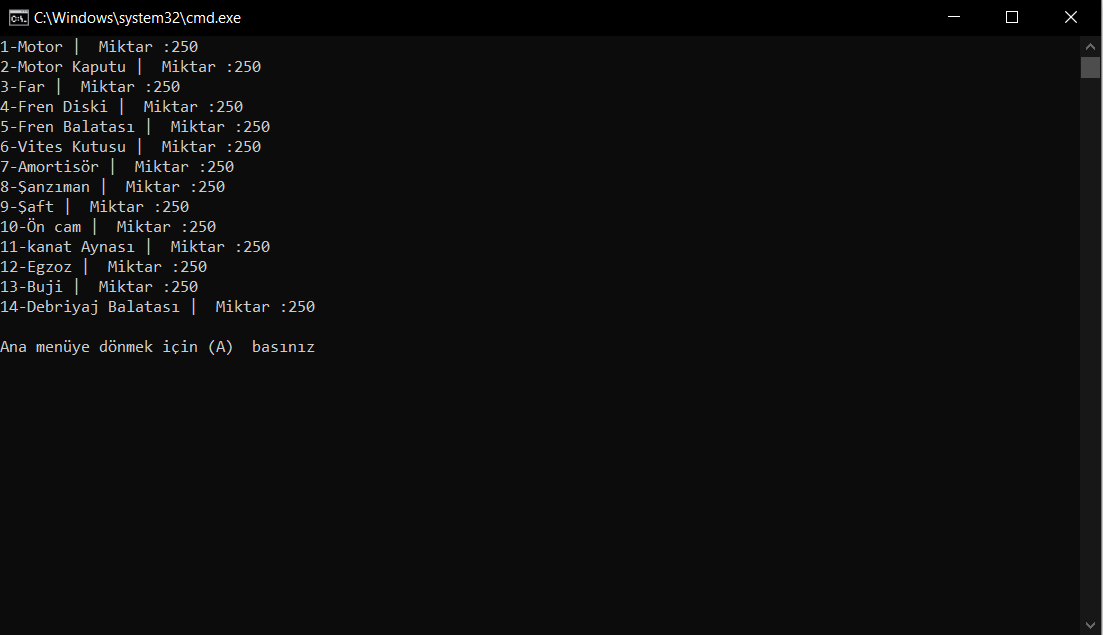 C:\Windows\system32\cmd.exe
1-Motor |  Miktar :250
2-Motor Kaputu |  Miktar :250
3-Far |  Miktar :250
4-Fren Diski |  Miktar :250
5-Fren Balatası |  Miktar :250
6-Vites Kutusu |  Miktar :250
7-Amortisör |  Miktar :250
8-Şanzıman |  Miktar :250
9-Şaft |  Miktar :250
10-Ön cam |  Miktar :250
11-kanat Aynası |  Miktar :250
12-Egzoz |  Miktar :250
13-Buji |  Miktar :250
14-Debriyaj Balatası |  Miktar :250
Ana menüye dönmek için (A)  basınız